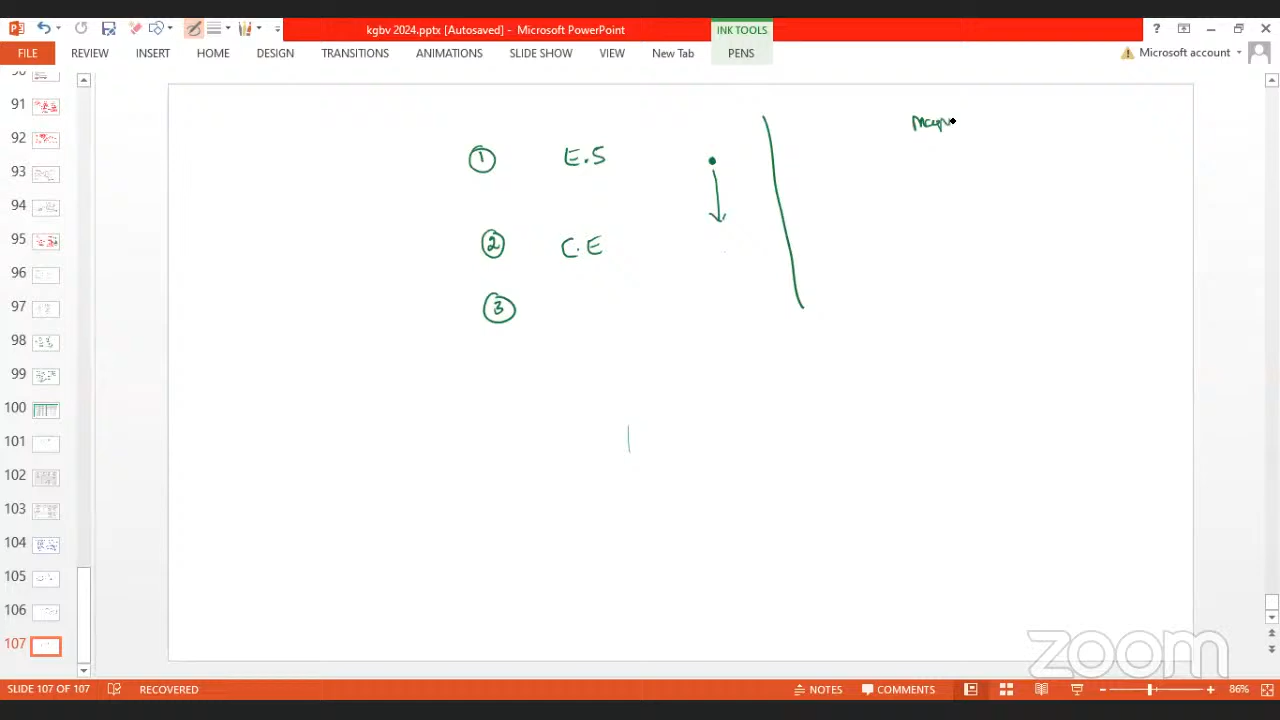 kgbv 2024.pptx [Autosaved] - Microsoft PowerPoint
INK TOOLS
FILE REVIEW INSERT HOME DESIGN TRANSITIONS ANIMATIONS SLIDE SHOW VIEW New Tab PENS
Microsoft account
91
92
93
94
95
96
97
98
99
100
101
102
103
104
105
106
107
1 E.S
2 C.E
3
zoom
SLIDE 107 OF 107 RECOVERED NOTES COMMENTS 86%